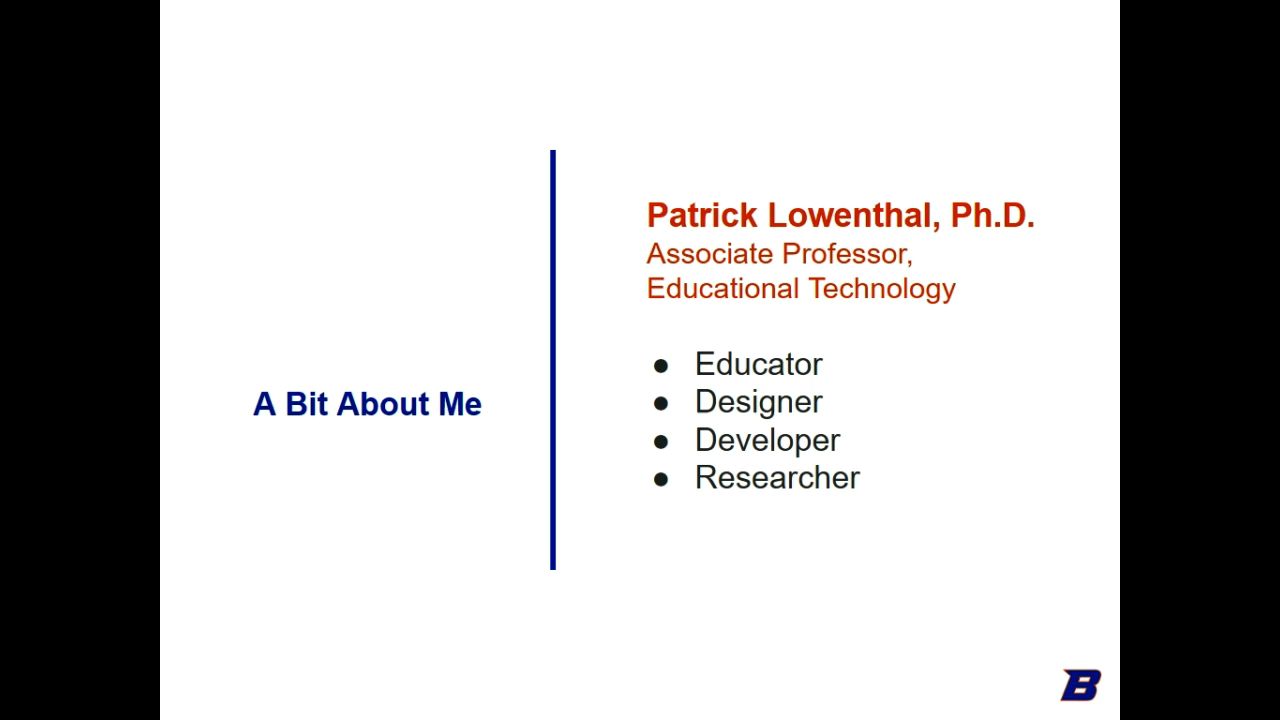 A Bit About Me
Patrick Lowenthal, Ph.D.
Associate Professor,
Educational Technology
● Educator
● Designer
● Developer
● Researcher
B